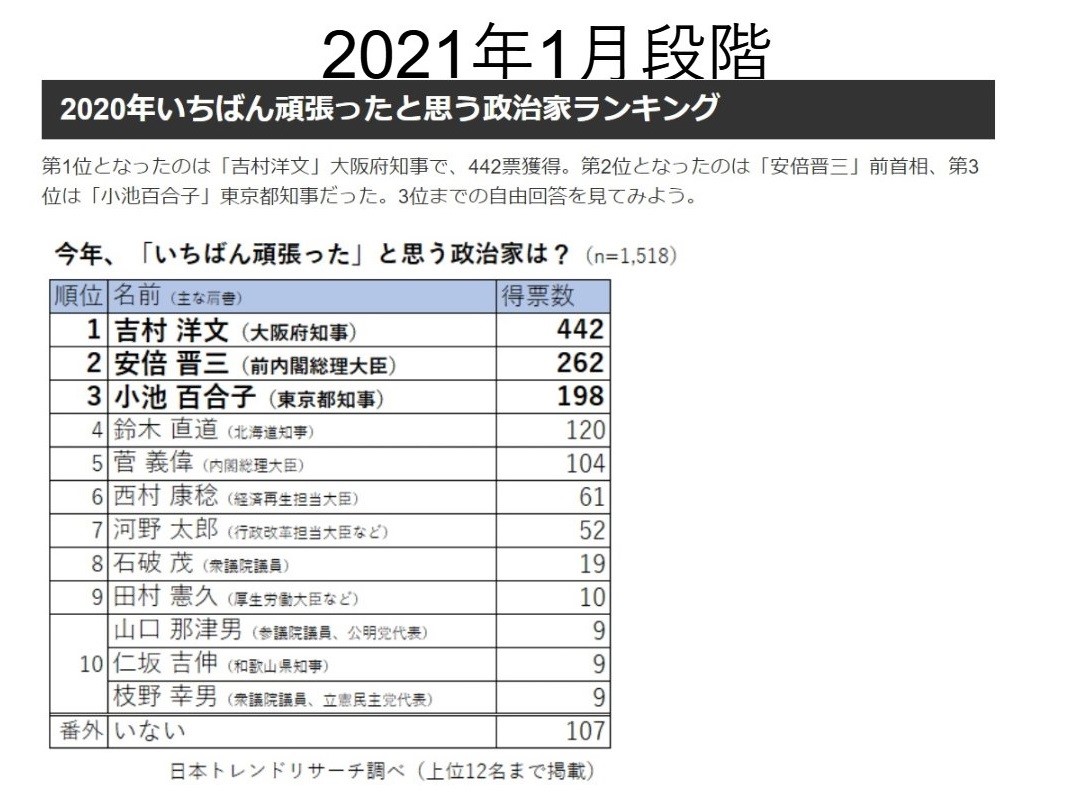 2021年1月段階
2020年いちばん頑張ったと思う政治家ランキング
第1位となったのは「吉村洋文」大阪府知事で、442票獲得。第2位となったのは「安倍晋三」前首相、第3
位は「小池百合子」東京都知事だった。3位までの自由回答を見てみよう。
今年、「いちばん頑張った」と思う政治家は？（n=1,518）
順位 名前（主な肩書） 得票数
1 吉村 洋文（大阪府知事） 442
2 安倍 晋三（前内閣総理大臣） 262
3 小池 百合子（東京都知事） 198
4 鈴木 直道（北海道知事） 120
5 菅 義偉（内閣総理大臣） 104
6 西村 康稔（経済再生担当大臣） 61
7 河野 太郎（行政改革担当大臣など） 52
8 石破 茂（衆議院議員） 19
9 田村 憲久（厚生労働大臣など） 10
山口 那津男（参議院議員、公明党代表） 9
10 仁坂 吉伸（和歌山県知事） 9
枝野 幸男（衆議院議員、立憲民主党代表） 9
番外 いない 107
日本トレンドリサーチ調べ（上位12名まで掲載）